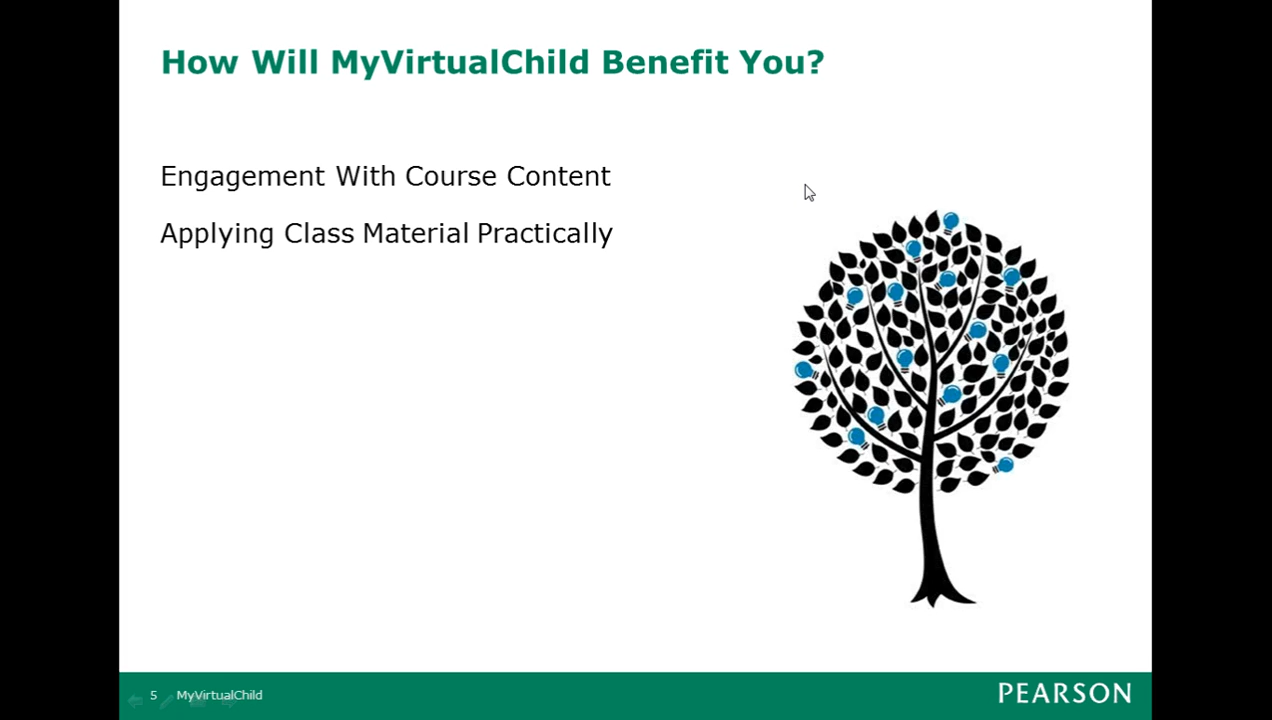 How Will MyVirtualChild Benefit You?
Engagement With Course Content
Applying Class Material Practically
5 MyVirtualChild
PEARSON